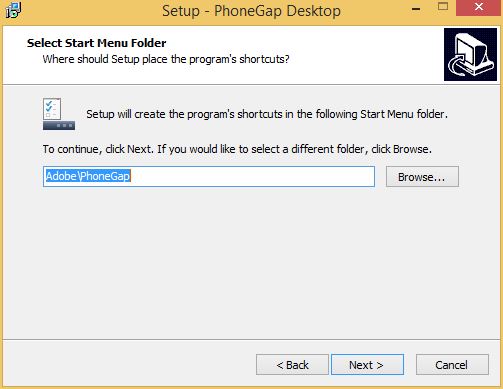 Setup - PhoneGap Desktop
Select Start Menu Folder
Where should Setup place the program's shortcuts?
Setup will create the program's shortcuts in the following Start Menu folder.
To continue, click Next. If you would like to select a different folder, click Browse.
Adobe\PhoneGap
Browse...
< Back
Next >
Cancel